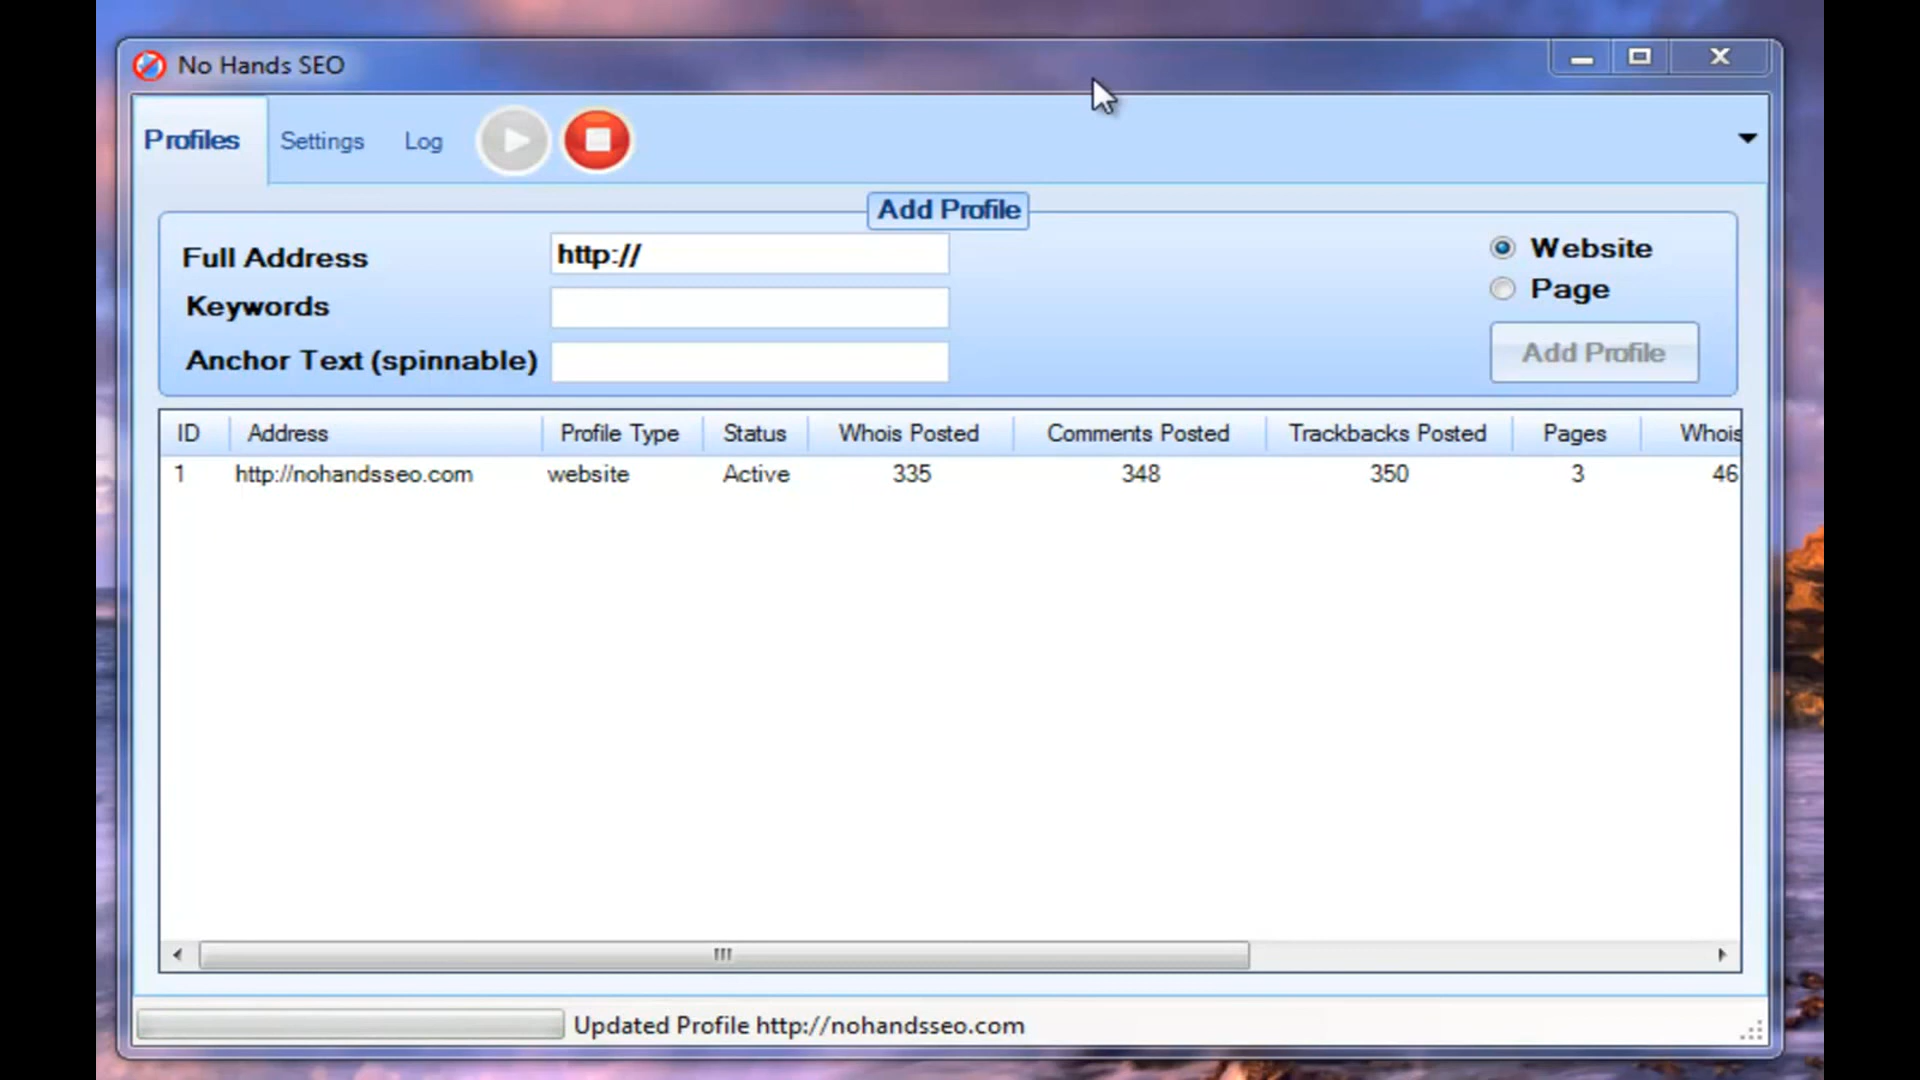 No Hands SEO
Profiles Settings Log
Add Profile
Full Address http:// Website
Keywords Page
Anchor Text (spinnable) Add Profile
ID Address Profile Type Status Whois Posted Comments Posted Trackbacks Posted Pages Whois
1 http://nohandsseo.com website Active 335 348 350 3 46
Updated Profile http://nohandsseo.com